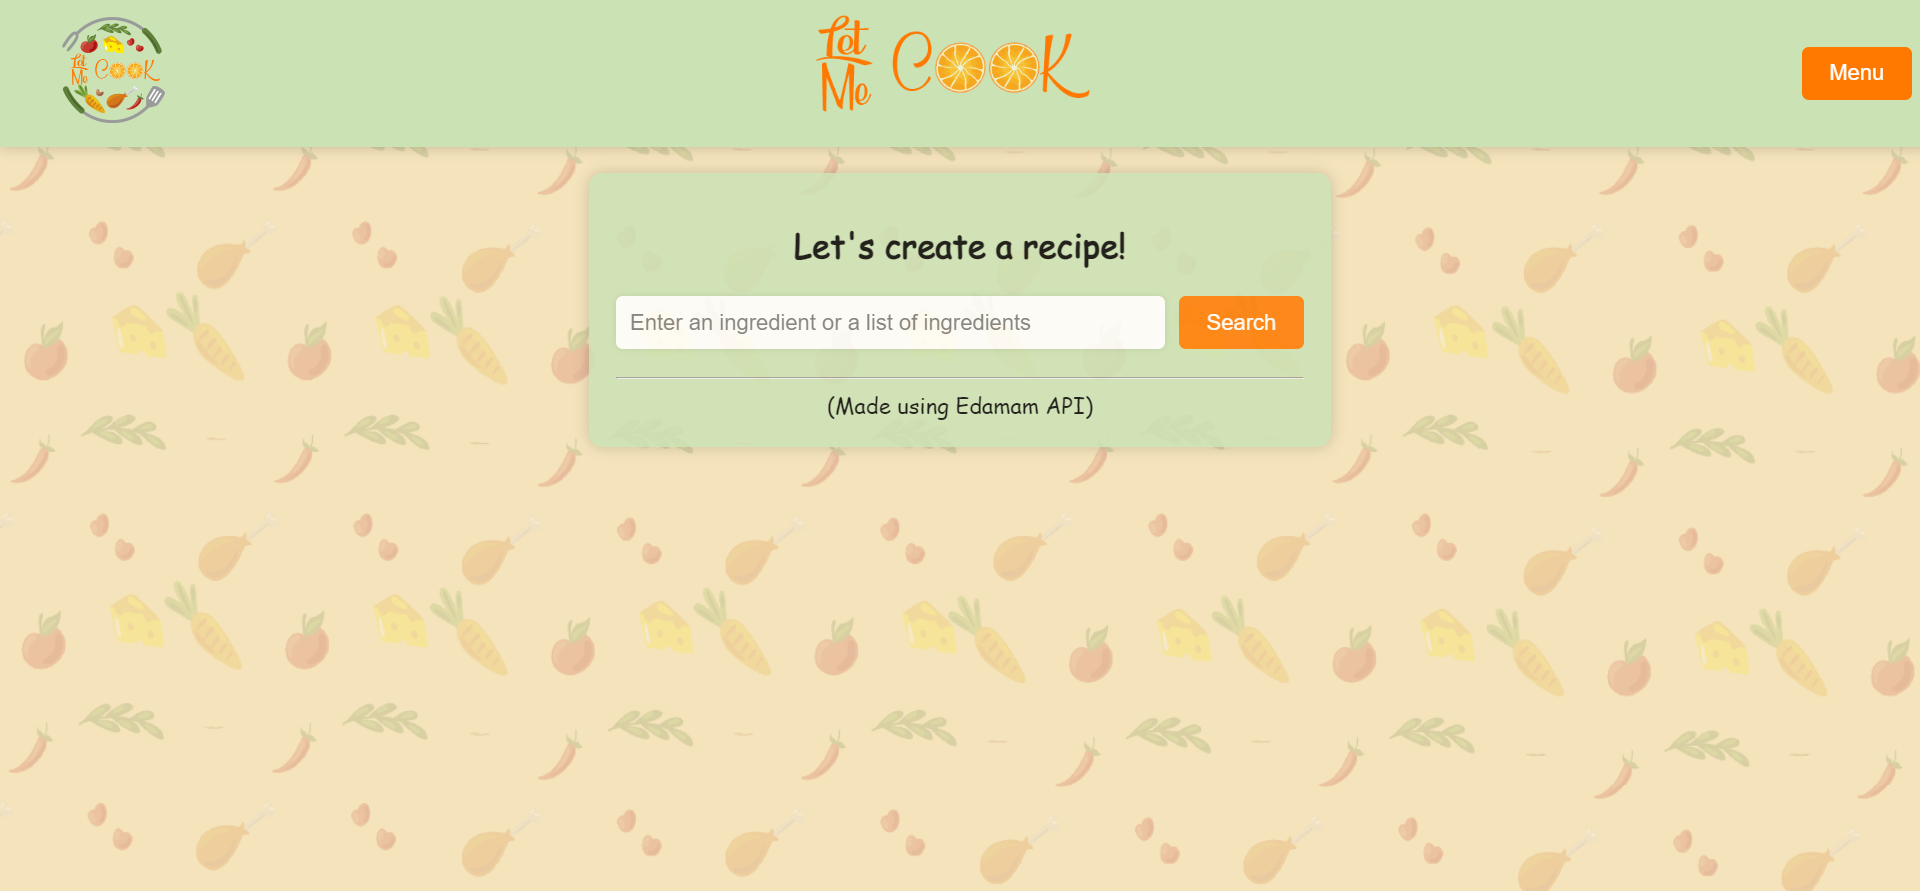 Let
Me COOK
Let
Me COOK
Menu
Let's create a recipe!
Enter an ingredient or a list of ingredients
Search
(Made using Edamam API)